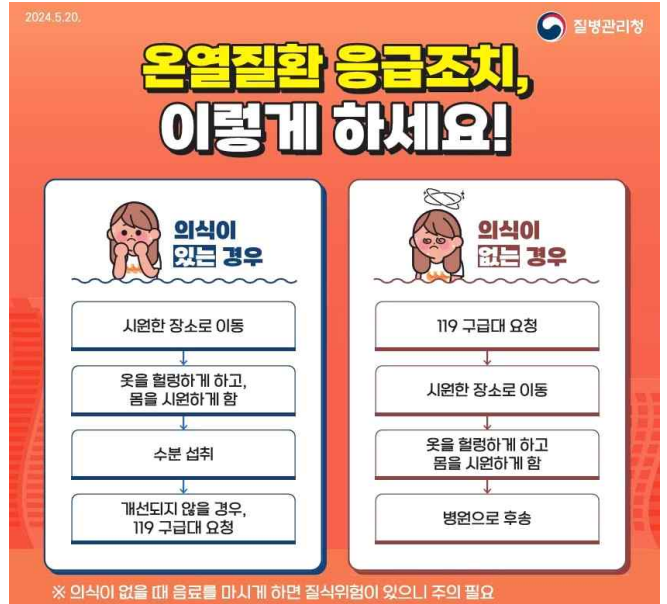 2024.5.20.
질병관리청
온열질환 응급조치,
이렇게 하세요!
의식이
있는 경우
시원한 장소로 이동
옷을 헐렁하게 하고,
몸을 시원하게 함
수분 섭취
개선되지 않을 경우,
119 구급대 요청
의식이
없는 경우
119 구급대 요청
시원한 장소로 이동
옷을 헐렁하게 하고
몸을 시원하게 함
병원으로 후송
※ 의식이 없을 때 음료를 마시게 하면 질식위험이 있으니 주의 필요